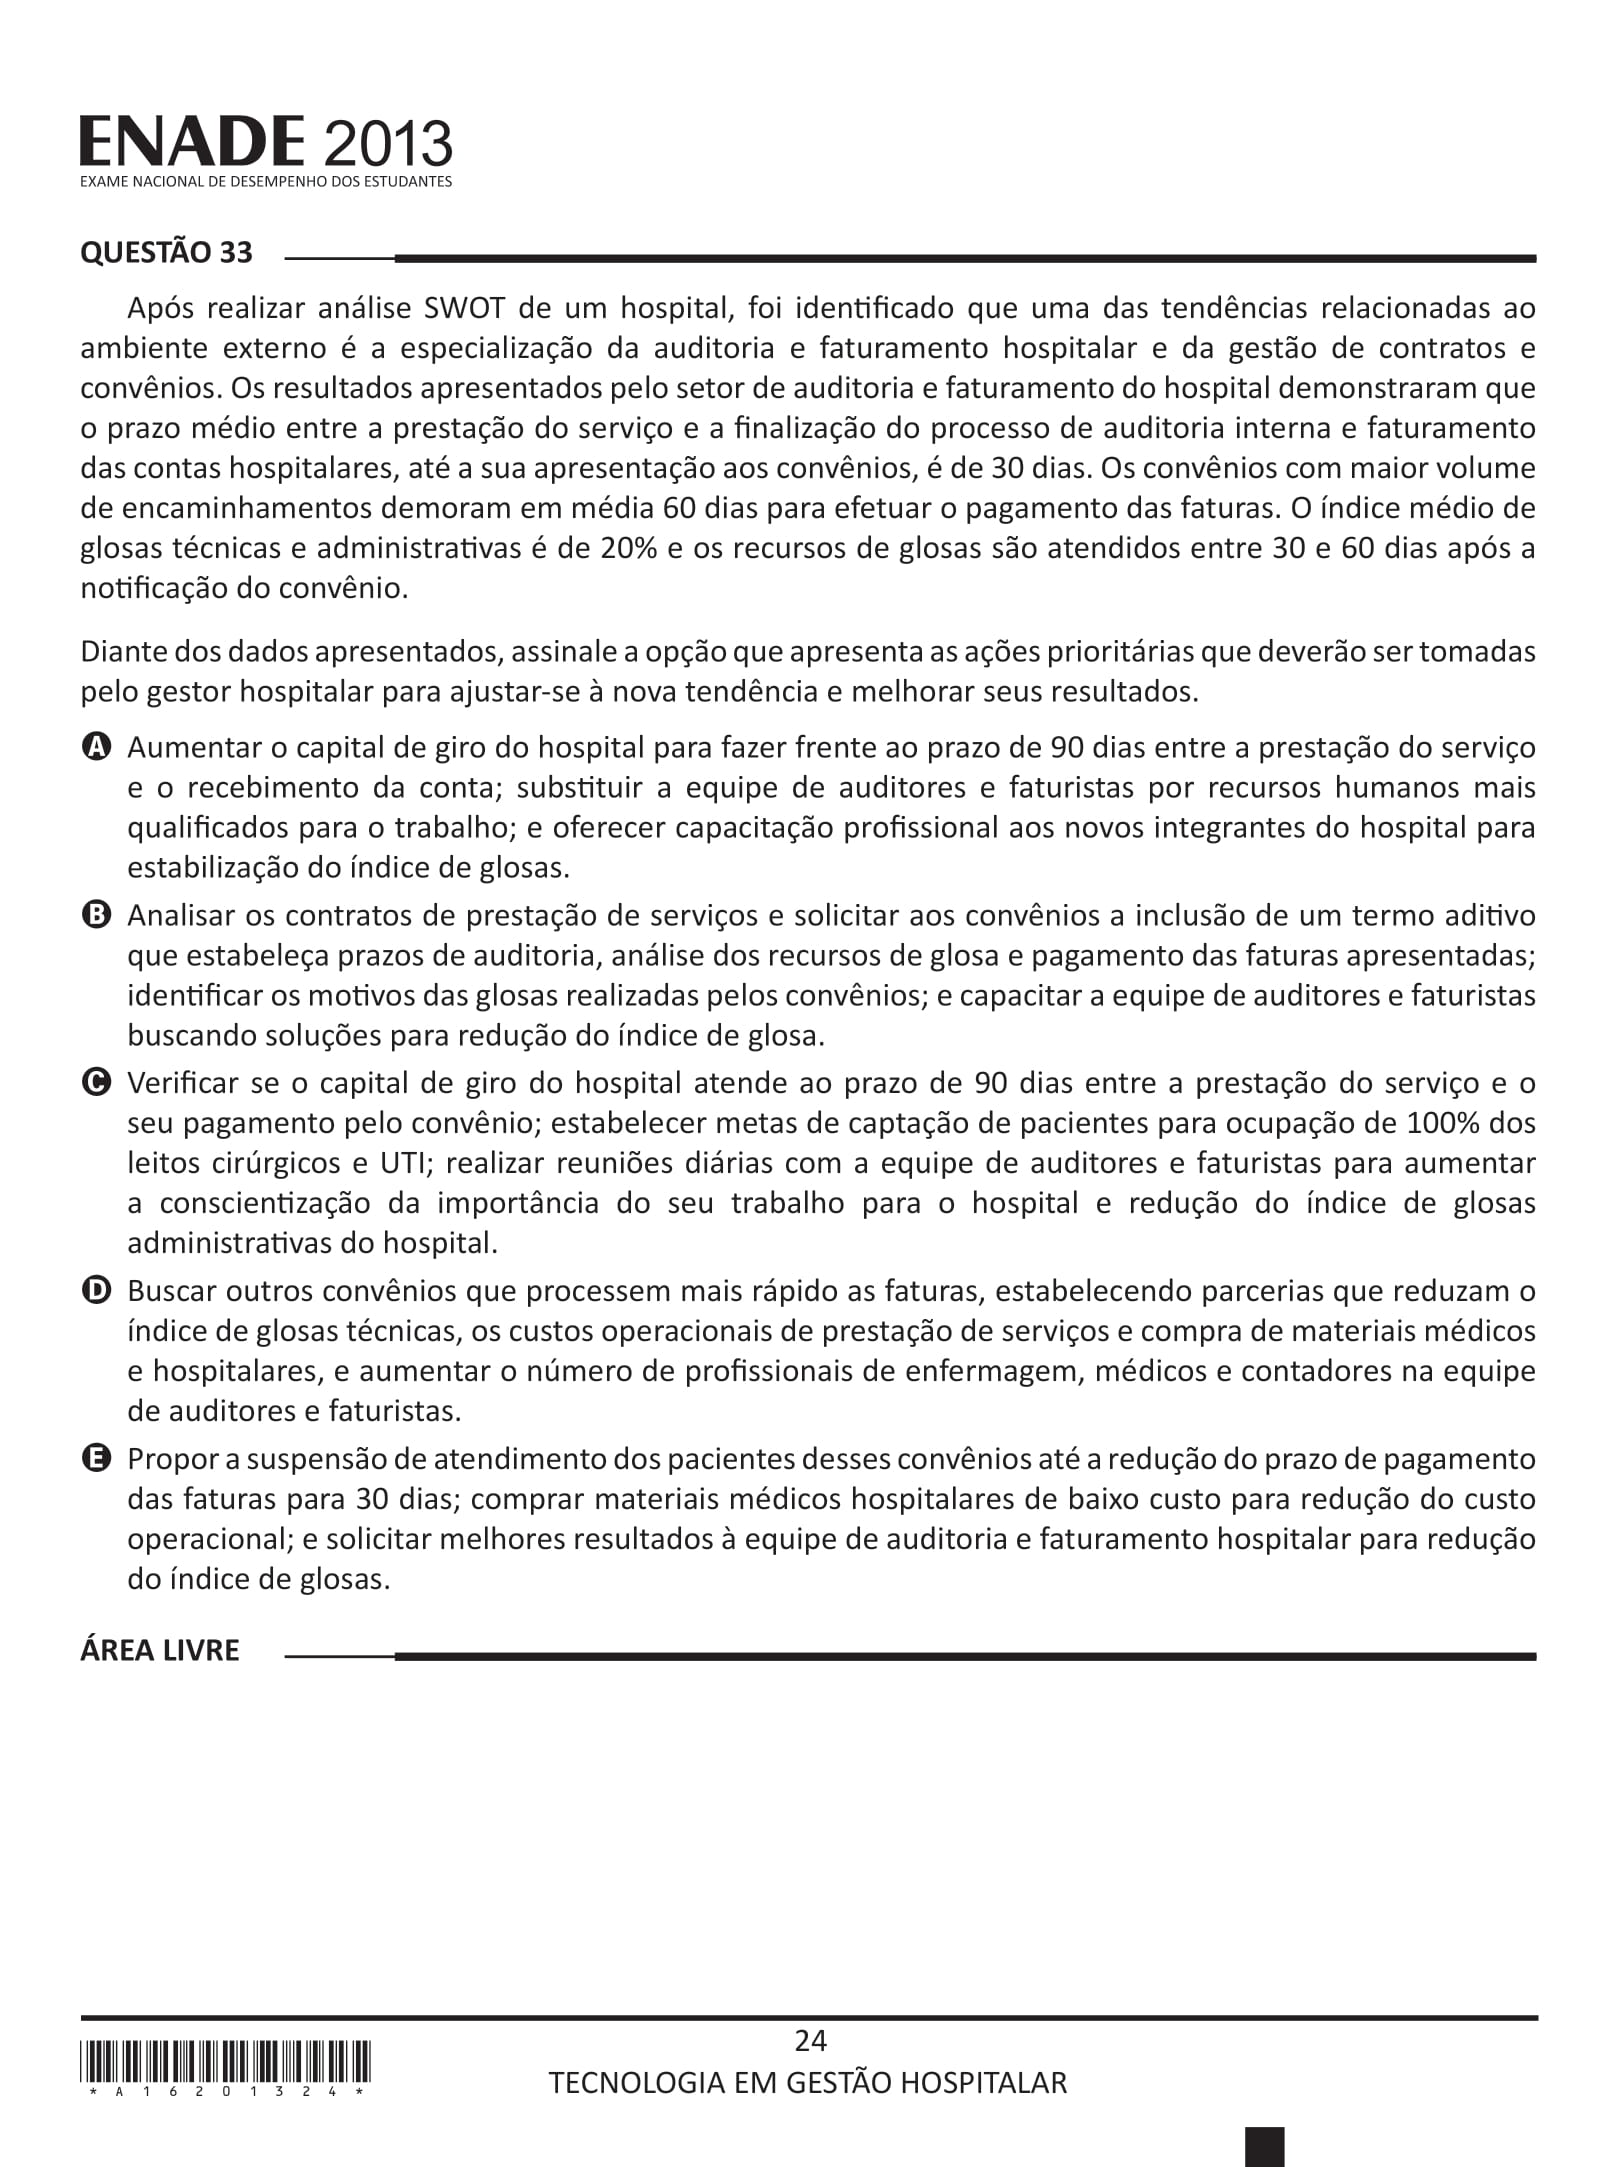 ENADE 2013
EXAME NACIONAL DE DESEMPENHO DOS ESTUDANTES
QUESTÃO 33
Após realizar análise SWOT de um hospital, foi identificado que uma das tendências relacionadas ao
ambiente externo é a especialização da auditoria e faturamento hospitalar e da gestão de contratos e
convênios. Os resultados apresentados pelo setor de auditoria e faturamento do hospital demonstraram que
o prazo médio entre a prestação do serviço e a finalização do processo de auditoria interna e faturamento
das contas hospitalares, até a sua apresentação aos convênios, é de 30 dias. Os convênios com maior volume
de encaminhamentos demoram em média 60 dias para efetuar o pagamento das faturas. O índice médio de
glosas técnicas e administrativas é de 20% e os recursos de glosas são atendidos entre 30 e 60 dias após a
notificação do convênio.
Diante dos dados apresentados, assinale a opção que apresenta as ações prioritárias que deverão ser tomadas
pelo gestor hospitalar para ajustar-se à nova tendência e melhorar seus resultados.
A Aumentar o capital de giro do hospital para fazer frente ao prazo de 90 dias entre a prestação do serviço
e o recebimento da conta; substituir a equipe de auditores e faturistas por recursos humanos mais
qualificados para o trabalho; e oferecer capacitação profissional aos novos integrantes do hospital para
estabilização do índice de glosas.
B Analisar os contratos de prestação de serviços e solicitar aos convênios a inclusão de um termo aditivo
que estabeleça prazos de auditoria, análise dos recursos de glosa e pagamento das faturas apresentadas;
identificar os motivos das glosas realizadas pelos convênios; e capacitar a equipe de auditores e faturistas
buscando soluções para redução do índice de glosa.
C Verificar se o capital de giro do hospital atende ao prazo de 90 dias entre a prestação do serviço e o
seu pagamento pelo convênio; estabelecer metas de captação de pacientes para ocupação de 100% dos
leitos cirúrgicos e UTI; realizar reuniões diárias com a equipe de auditores e faturistas para aumentar
a conscientização da importância do seu trabalho para o hospital e redução do índice de glosas
administrativas do hospital.
D Buscar outros convênios que processem mais rápido as faturas, estabelecendo parcerias que reduzam o
índice de glosas técnicas, os custos operacionais de prestação de serviços e compra de materiais médicos
e hospitalares, e aumentar o número de profissionais de enfermagem, médicos e contadores na equipe
de auditores e faturistas.
E Propor a suspensão de atendimento dos pacientes desses convênios até a redução do prazo de pagamento
das faturas para 30 dias; comprar materiais médicos hospitalares de baixo custo para redução do custo
operacional; e solicitar melhores resultados à equipe de auditoria e faturamento hospitalar para redução
do índice de glosas.
ÁREA LIVRE
24
TECNOLOGIA EM GESTÃO HOSPITALAR
* A 1 6 2 0 1 3 2 4 *